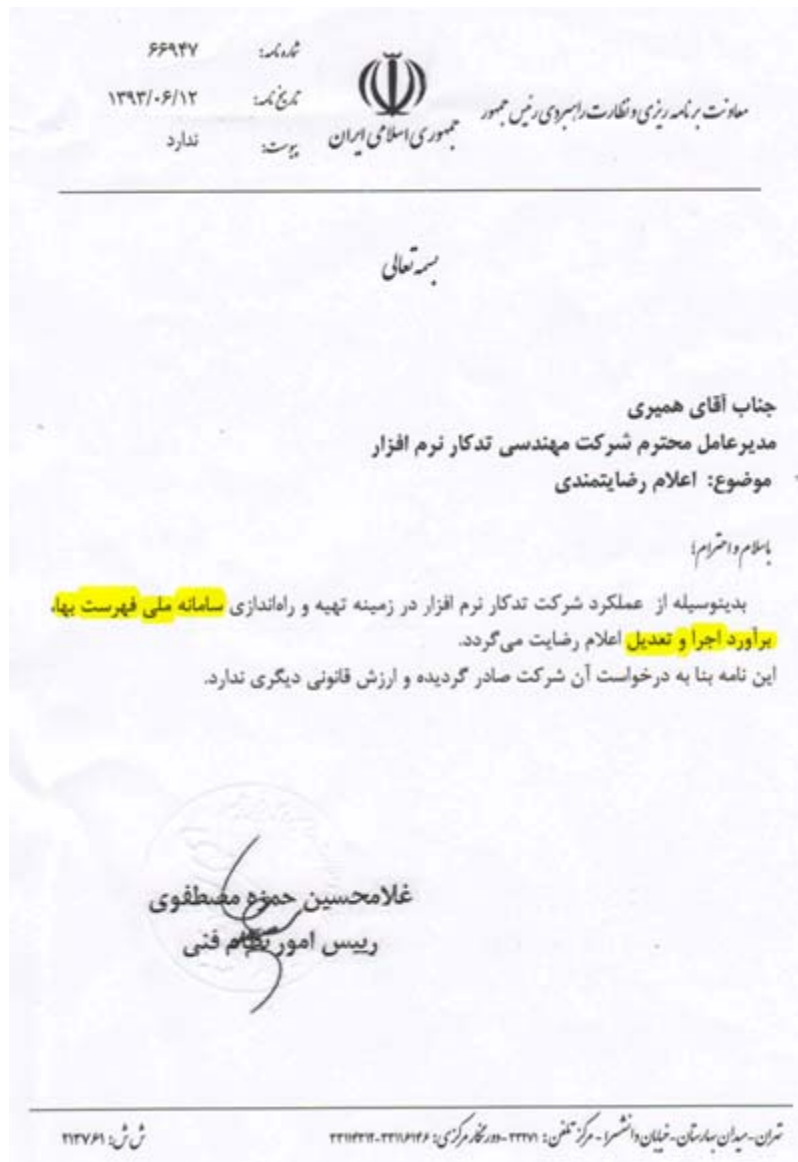 شماره نامه: ۶۶۹۴۷
تاریخ نامه: ۱۳۹۳/۰۶/۱۲
پیوست: ندارد
جمهوری اسلامی ایران
معاونت برنامه ریزی و نظارت راهبردی رئیس جمهور
بسمه تعالی
جناب آقای همیری
مدیرعامل محترم شرکت مهندسی تدکار نرم افزار
موضوع: اعلام رضایتمندی
باسلام و احترام؛
بدینوسیله از عملکرد شرکت تدکار نرم افزار در زمینه تهیه و راه‌اندازی سامانه ملی فهرست بها،
برآورد اجرا و تعدیل اعلام رضایت می‌گردد.
این نامه بنا به درخواست آن شرکت صادر گردیده و ارزش قانونی دیگری ندارد.
غلامحسین حمزه مصطفوی
رییس امور نظام فنی
تهران - میدان بهارستان - خیابان دانشسرا - مرکز تلفن: ۳۳۲۷۱ - دورنگار مرکزی:
ش ش: ۲۱۳۷۶۱